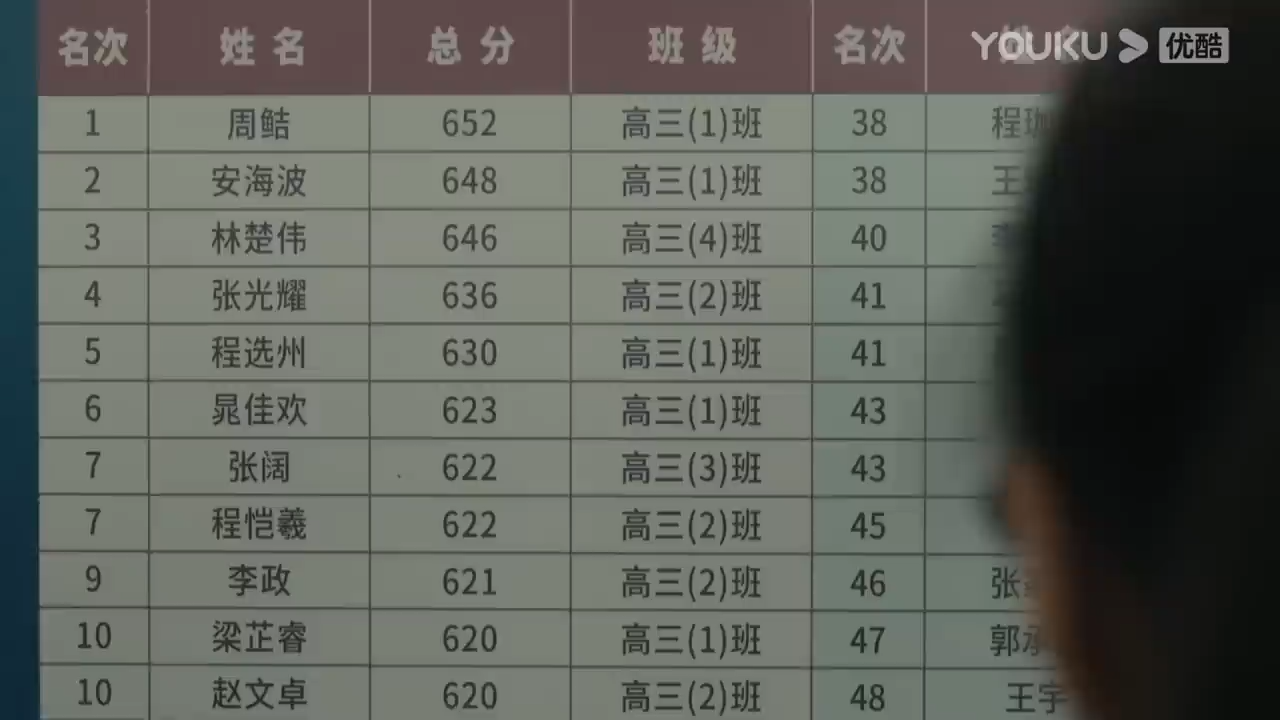 名次 姓名 总分 班级 名次
YOUKU 优酷
1 周鲒 652 高三(1)班 38 程
2 安海波 648 高三(1)班 38 王
3 林楚伟 646 高三(4)班 40
4 张光耀 636 高三(2)班 41
5 程选州 630 高三(1)班 41
6 晁佳欢 623 高三(1)班 43
7 张阔 622 高三(3)班 43
7 程恺羲 622 高三(2)班 45
9 李政 621 高三(2)班 46 张
10 梁芷睿 620 高三(1)班 47 郭
10 赵文卓 620 高三(2)班 48 王宇